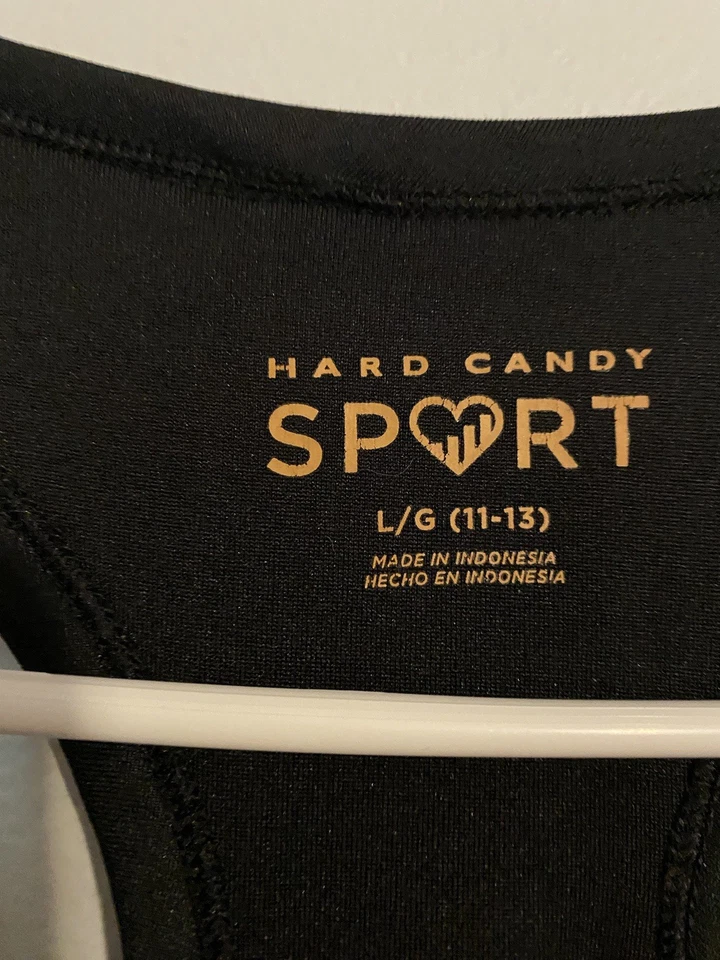 HARD CANDY
SPORT
L/G (11-13)
MADE IN INDONESIA
HECHO EN INDONESIA